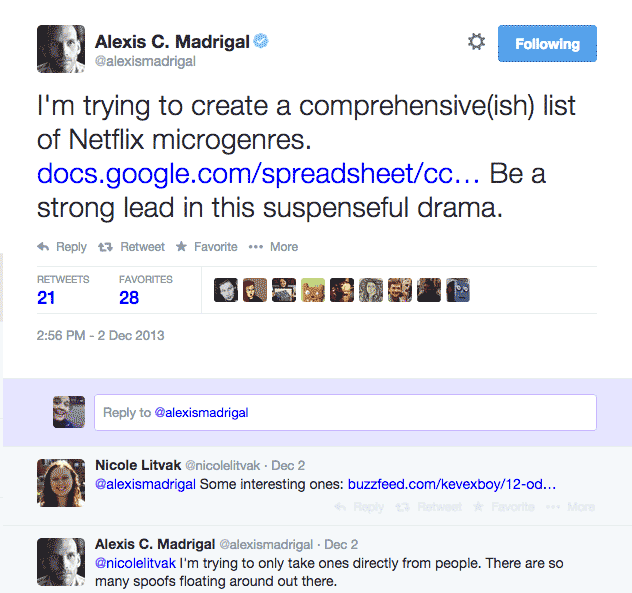 Alexis C. Madrigal
@alexismadrigal
Following
I'm trying to create a comprehensive(ish) list
of Netflix microgenres.
docs.google.com/spreadsheet/cc… Be a
strong lead in this suspenseful drama.
Reply Retweet Favorite More
RETWEETS FAVORITES
21 28
2:56 PM - 2 Dec 2013
Reply to @alexismadrigal
Nicole Litvak @nicolelitvak · Dec 2
@alexismadrigal Some interesting ones: buzzfeed.com/kevexboy/12-od…
Reply Retweet Favorite More
Alexis C. Madrigal @alexismadrigal · Dec 2
@nicolelitvak I'm trying to only take ones directly from people. There are so
many spoofs floating around out there.